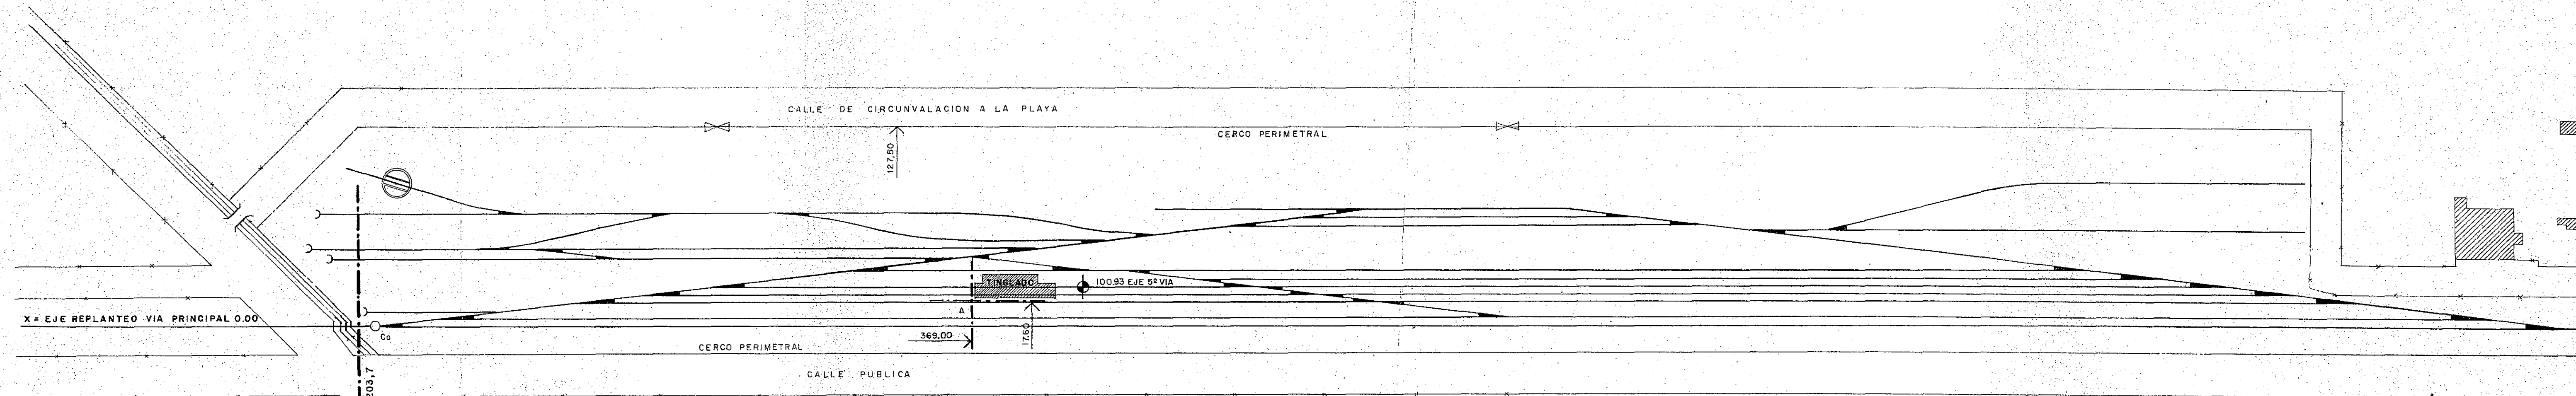 CALLE DE CIRCUNVALACION A LA PLAYA
CERCO PERIMETRAL
127,50
TINGLADO
100.93 EJE 5º VIA
X = EJE REPLANTEO VIA PRINCIPAL 0.00
A
Co
369.00
17.60
CERCO PERIMETRAL
CALLE PUBLICA
203,7